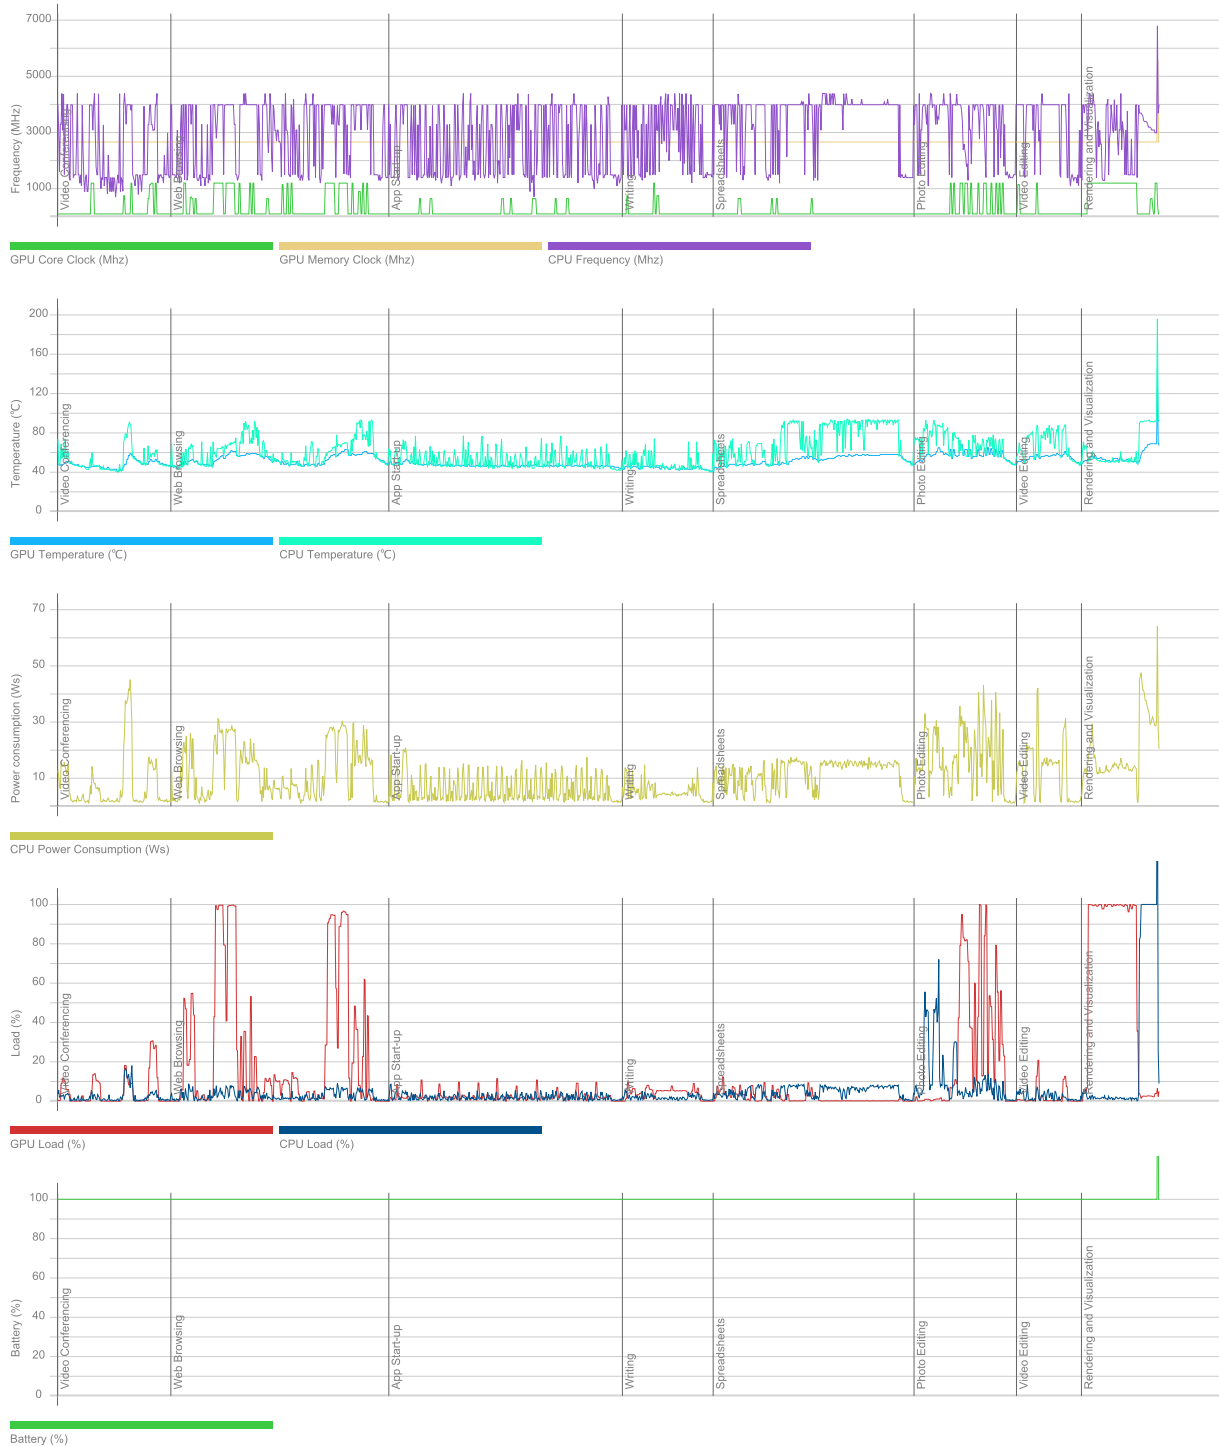 7000
5000
3000
1000
Frequency (MHz)
Video Conferencing
Web Browsing
App Start-up
Writing
Spreadsheets
Photo Editing
Video Editing
Rendering and Visualization
GPU Core Clock (Mhz)
GPU Memory Clock (Mhz)
CPU Frequency (Mhz)
200
160
120
80
40
0
Temperature (℃)
Video Conferencing
Web Browsing
App Start-up
Writing
Spreadsheets
Photo Editing
Video Editing
Rendering and Visualization
GPU Temperature (℃)
CPU Temperature (℃)
70
50
30
10
Power consumption (Ws)
Video Conferencing
Web Browsing
App Start-up
Writing
Spreadsheets
Photo Editing
Video Editing
Rendering and Visualization
CPU Power Consumption (Ws)
100
80
60
40
20
0
Load (%)
Video Conferencing
Web Browsing
App Start-up
Writing
Spreadsheets
Photo Editing
Video Editing
Rendering and Visualization
GPU Load (%)
CPU Load (%)
100
80
60
40
20
0
Battery (%)
Video Conferencing
Web Browsing
App Start-up
Writing
Spreadsheets
Photo Editing
Video Editing
Rendering and Visualization
Battery (%)